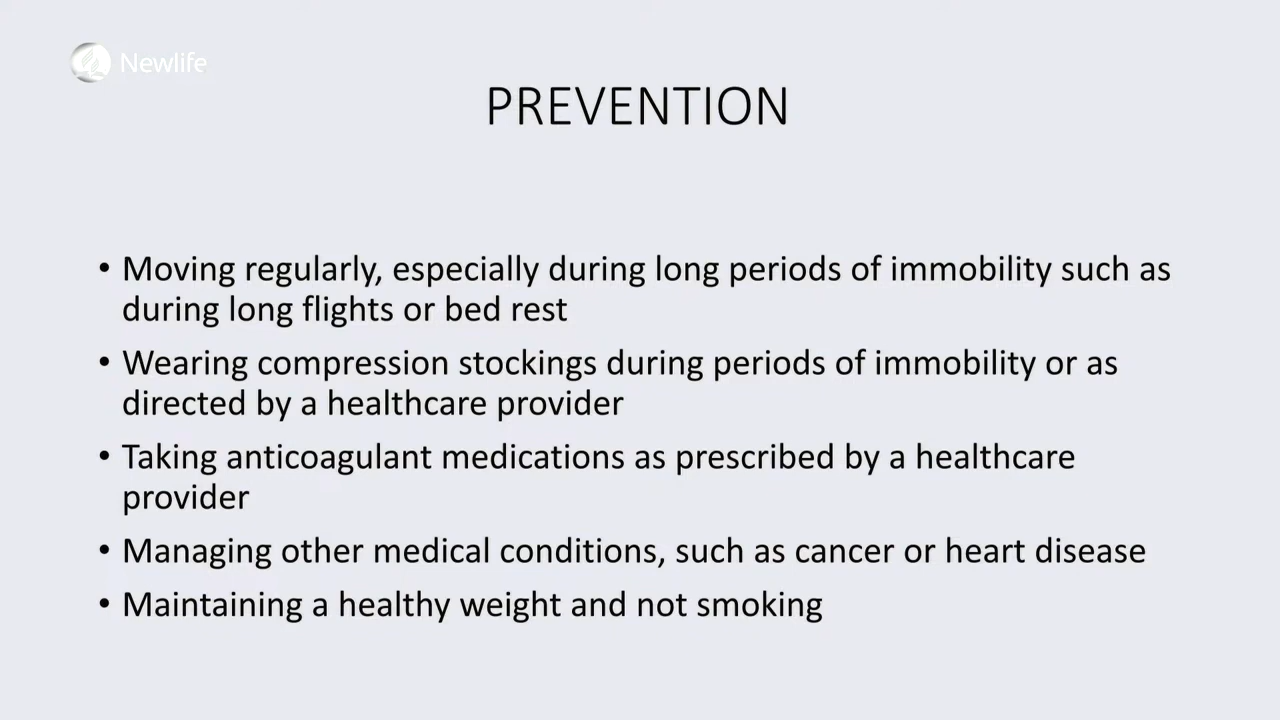 Newlife
PREVENTION
• Moving regularly, especially during long periods of immobility such as
during long flights or bed rest
• Wearing compression stockings during periods of immobility or as
directed by a healthcare provider
• Taking anticoagulant medications as prescribed by a healthcare
provider
• Managing other medical conditions, such as cancer or heart disease
• Maintaining a healthy weight and not smoking